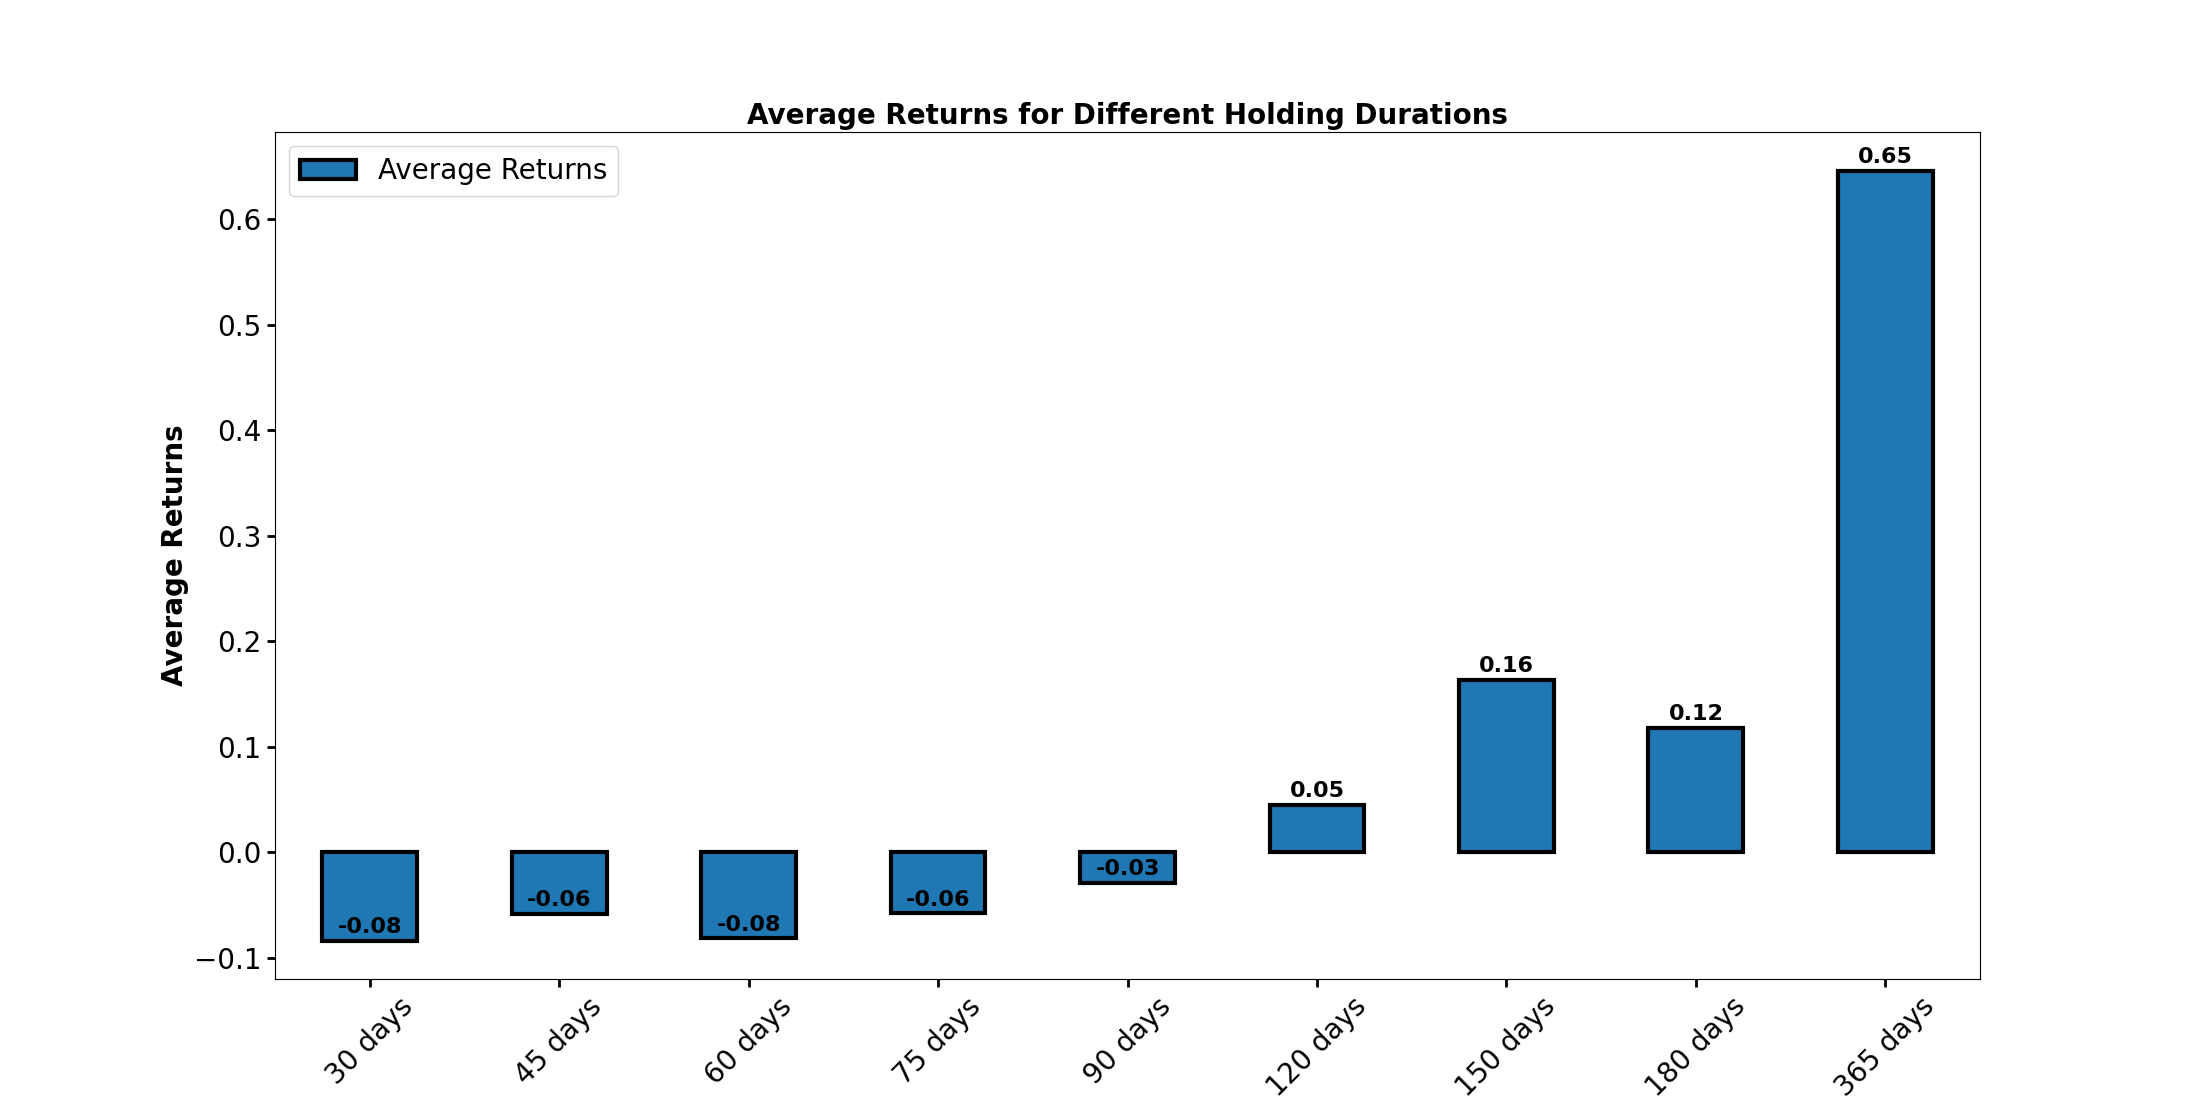 Average Returns for Different Holding Durations
Average Returns
Average Returns
0.6
0.5
0.4
0.3
0.2
0.1
0.0
−0.1
-0.08
-0.06
-0.08
-0.06
-0.03
0.05
0.16
0.12
0.65
30 days
45 days
60 days
75 days
90 days
120 days
150 days
180 days
365 days